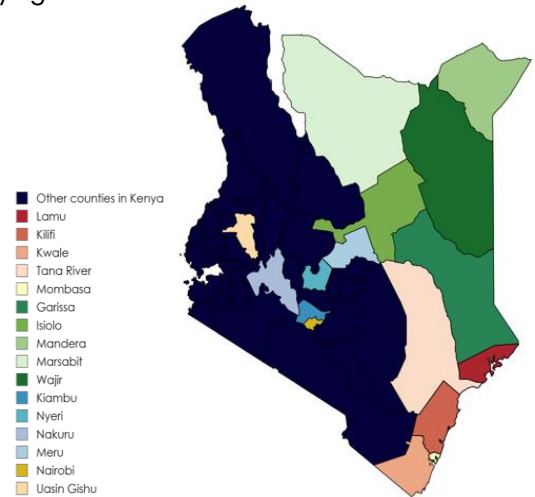 Other counties in Kenya
Lamu
Kilifi
Kwale
Tana River
Mombasa
Garissa
Isiolo
Mandera
Marsabit
Wajir
Kiambu
Nyeri
Nakuru
Meru
Nairobi
Uasin Gishu